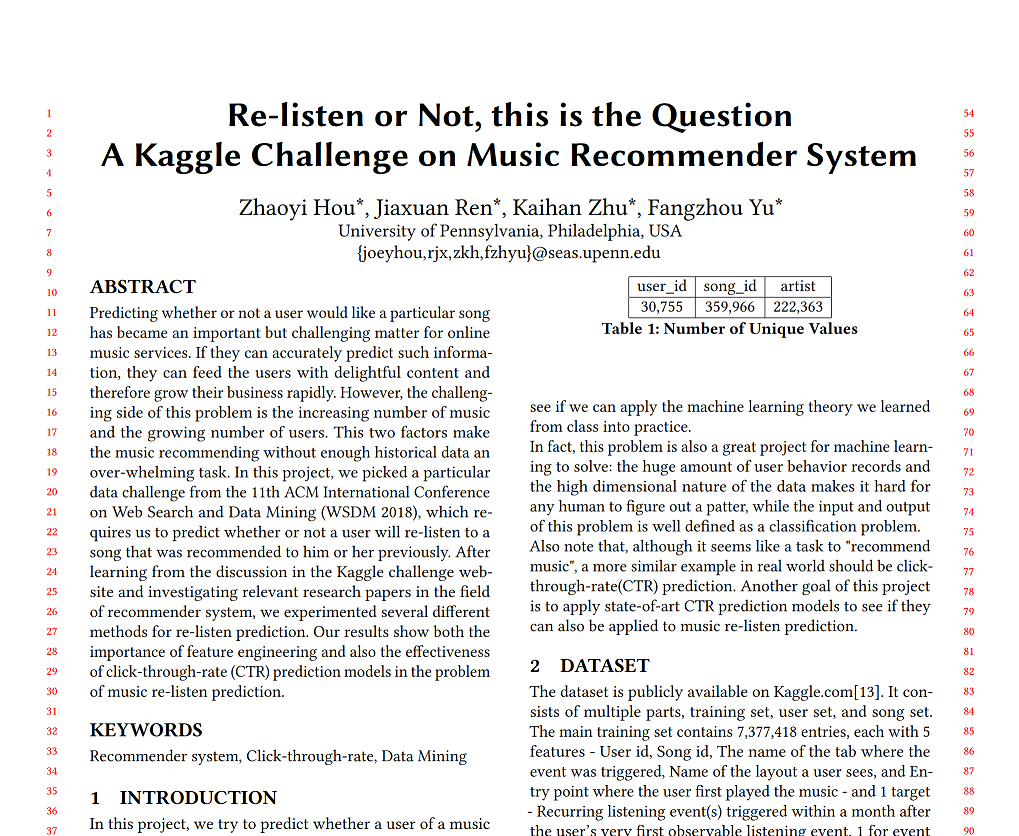 Re-listen or Not, this is the Question
A Kaggle Challenge on Music Recommender System
Zhaoyi Hou*, Jiaxuan Ren*, Kaihan Zhu*, Fangzhou Yu*
University of Pennsylvania, Philadelphia, USA
{joeyhou,rjx,zkh,fzhyu}@seas.upenn.edu
1
2
3
4
5
6
7
8
9
10
11
12
13
14
15
16
17
18
19
20
21
22
23
24
25
26
27
28
29
30
31
32
33
34
35
36
37
ABSTRACT
Predicting whether or not a user would like a particular song
has became an important but challenging matter for online
music services. If they can accurately predict such informa-
tion, they can feed the users with delightful content and
therefore grow their business rapidly. However, the challeng-
ing side of this problem is the increasing number of music
and the growing number of users. This two factors make
the music recommending without enough historical data an
over-whelming task. In this project, we picked a particular
data challenge from the 11th ACM International Conference
on Web Search and Data Mining (WSDM 2018), which re-
quires us to predict whether or not a user will re-listen to a
song that was recommended to him or her previously. After
learning from the discussion in the Kaggle challenge web-
site and investigating relevant research papers in the field
of recommender system, we experimented several different
methods for re-listen prediction. Our results show both the
importance of feature engineering and also the effectiveness
of click-through-rate (CTR) prediction models in the problem
of music re-listen prediction.
KEYWORDS
Recommender system, Click-through-rate, Data Mining
1 INTRODUCTION
In this project, we try to predict whether a user of a music
user_id song_id artist
30,755 359,966 222,363
Table 1: Number of Unique Values
see if we can apply the machine learning theory we learned
from class into practice.
In fact, this problem is also a great project for machine learn-
ing to solve: the huge amount of user behavior records and
the high dimensional nature of the data makes it hard for
any human to figure out a patter, while the input and output
of this problem is well defined as a classification problem.
Also note that, although it seems like a task to "recommend
music", a more similar example in real world should be click-
through-rate(CTR) prediction. Another goal of this project
is to apply state-of-art CTR prediction models to see if they
can also be applied to music re-listen prediction.
2 DATASET
The dataset is publicly available on Kaggle.com[13]. It con-
sists of multiple parts, training set, user set, and song set.
The main training set contains 7,377,418 entries, each with 5
features - User id, Song id, The name of the tab where the
event was triggered, Name of the layout a user sees, and En-
try point where the user first played the music - and 1 target
- Recurring listening event(s) triggered within a month after
the user's very first observable listening event, 1 for event
54
55
56
57
58
59
60
61
62
63
64
65
66
67
68
69
70
71
72
73
74
75
76
77
78
79
80
81
82
83
84
85
86
87
88
89
90